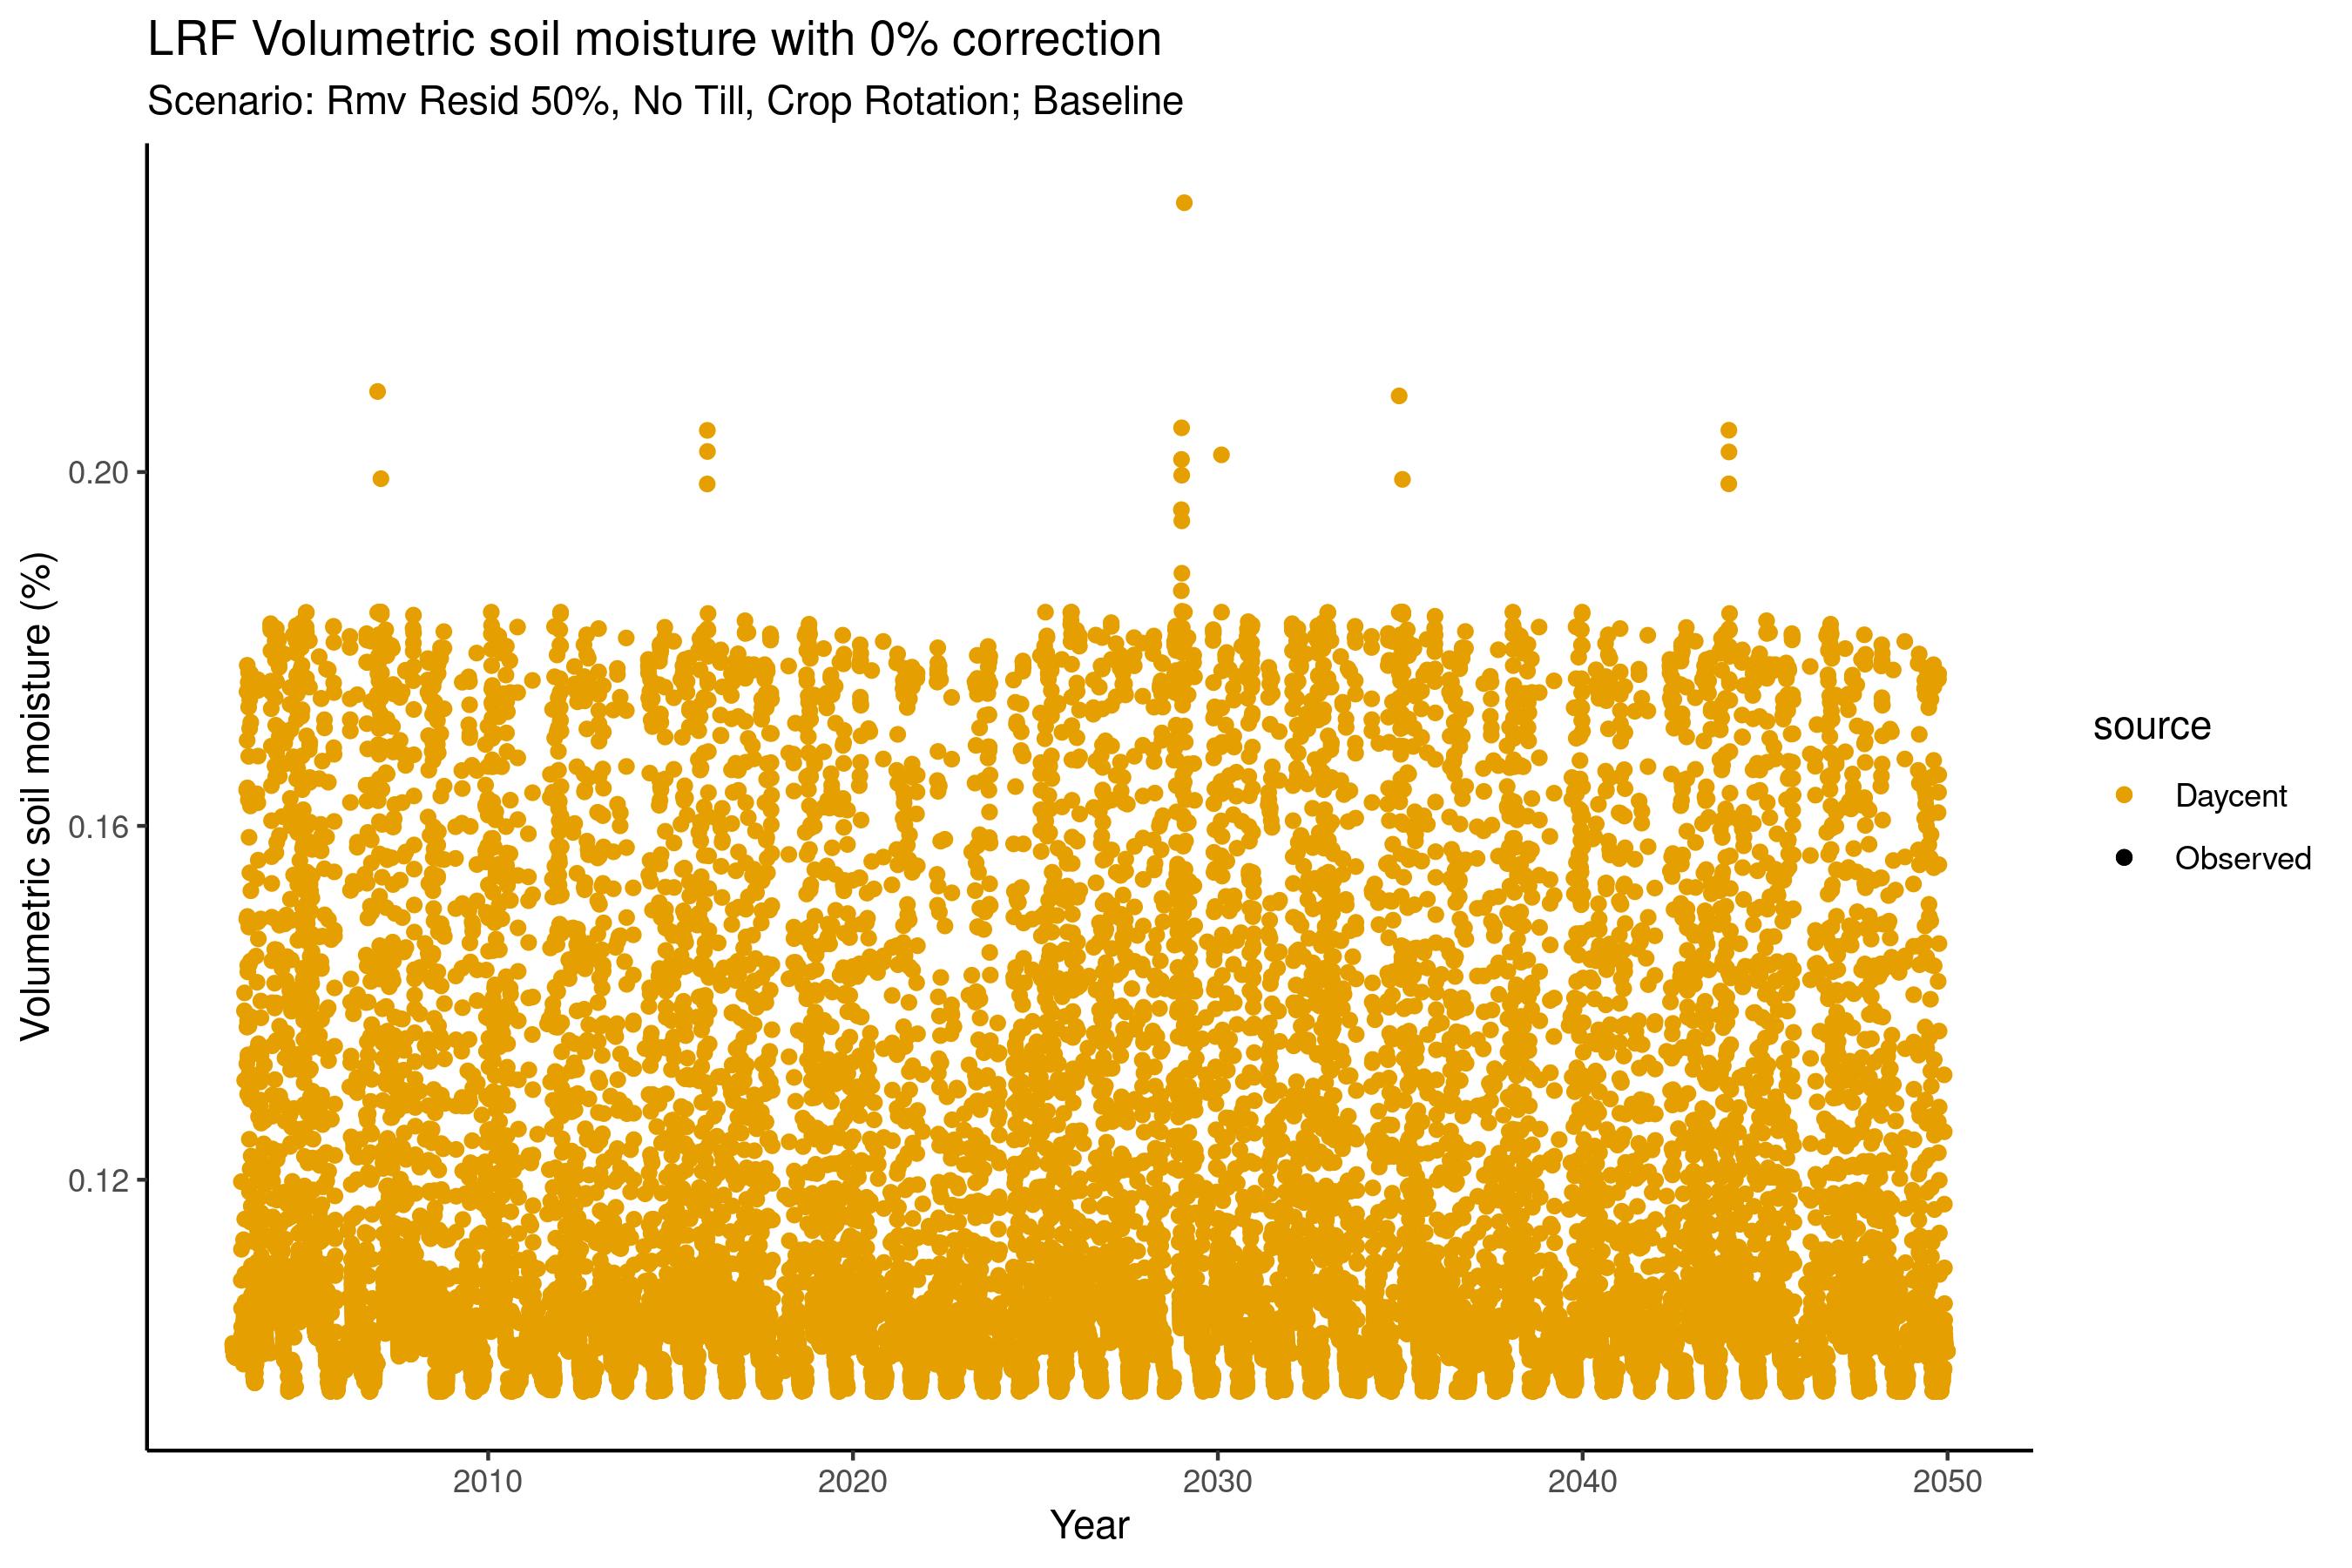 LRF Volumetric soil moisture with 0% correction
Scenario: Rmv Resid 50%, No Till, Crop Rotation; Baseline
Volumetric soil moisture (%)
0.20
0.16
0.12
2010
2020
2030
2040
2050
Year
source
Daycent
Observed